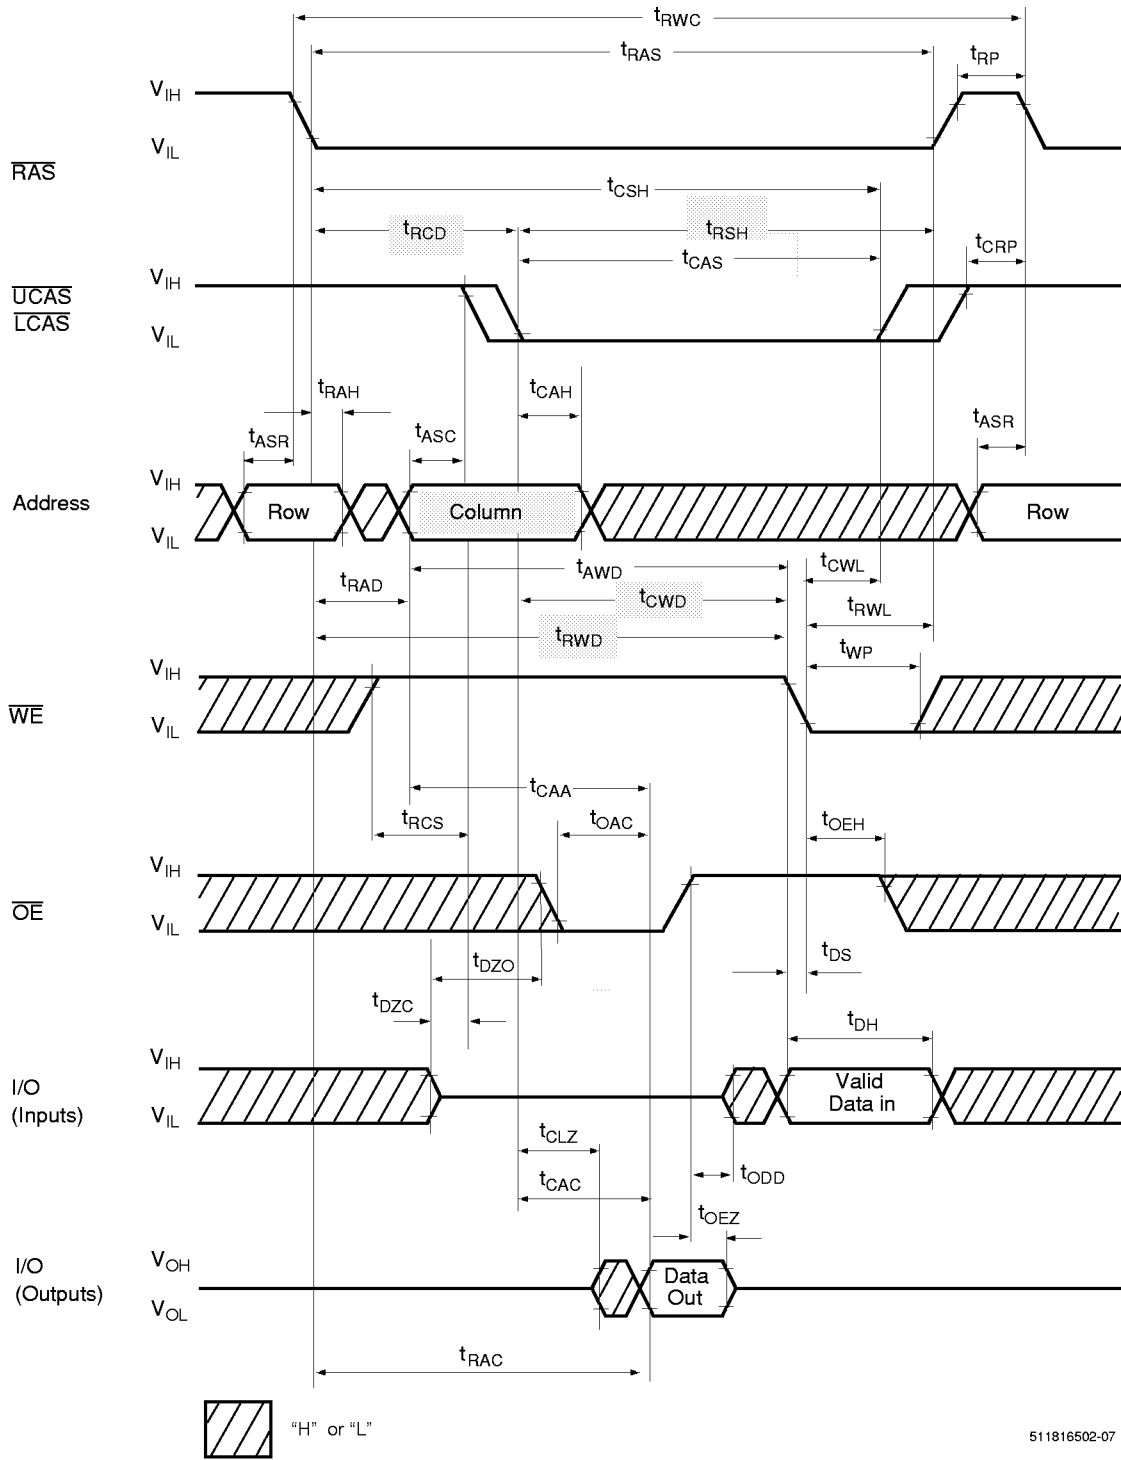 tRWC
tRAS
tRP
VIH
VIL
RAS
tCSH
tRCD
tRSH
tCAS
tCRP
VIH
UCAS
LCAS
VIL
tRAH
tCAH
tASR
tASC
tASR
VIH
Address
Row
Column
Row
VIL
tAWD
tCWL
tRAD
tCWD
tRWL
tRWD
tWP
VIH
WE
VIL
tCAA
tRCS
tOAC
tOEH
VIH
OE
VIL
tDZO
tDS
tDZC
tDH
VIH
I/O
(Inputs)
VIL
Valid
Data in
tCLZ
tCAC
tODD
tOEZ
I/O
(Outputs)
VOH
VOL
Data
Out
tRAC
“H” or “L”
511816502-07